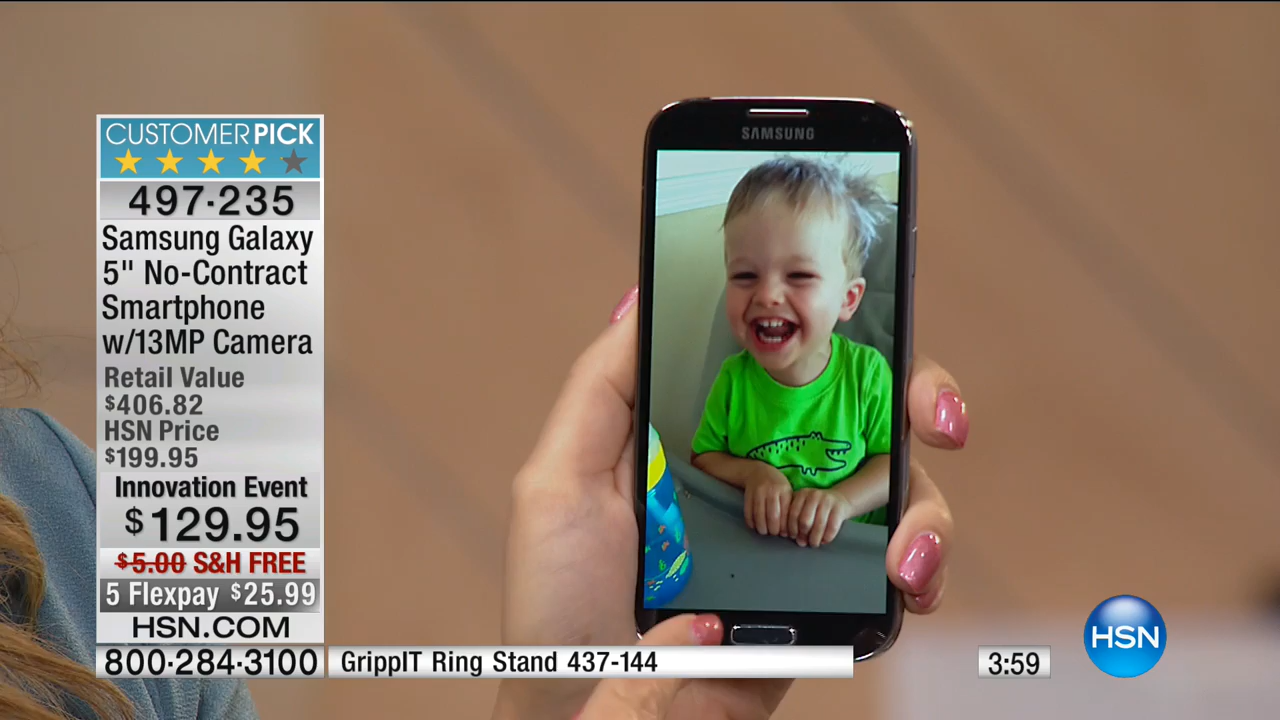 CUSTOMERPICK
497·235
Samsung Galaxy
5" No-Contract
Smartphone
w/13MP Camera
Retail Value
$406.82
HSN Price
$199.95
Innovation Event
$129.95
$5.00 S&H FREE
5 Flexpay $25.99
HSN.COM
800·284·3100
GrippIT Ring Stand 437-144
SAMSUNG
3:59
HSN